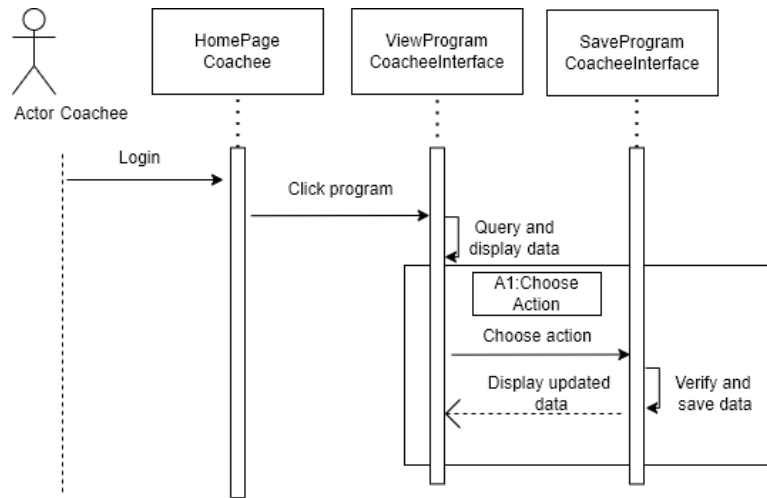 HomePage
Coachee
ViewProgram
CoacheeInterface
SaveProgram
CoacheeInterface
Actor Coachee
Login
Click program
Query and
display data
A1:Choose
Action
Choose action
Display updated
data
Verify and
save data